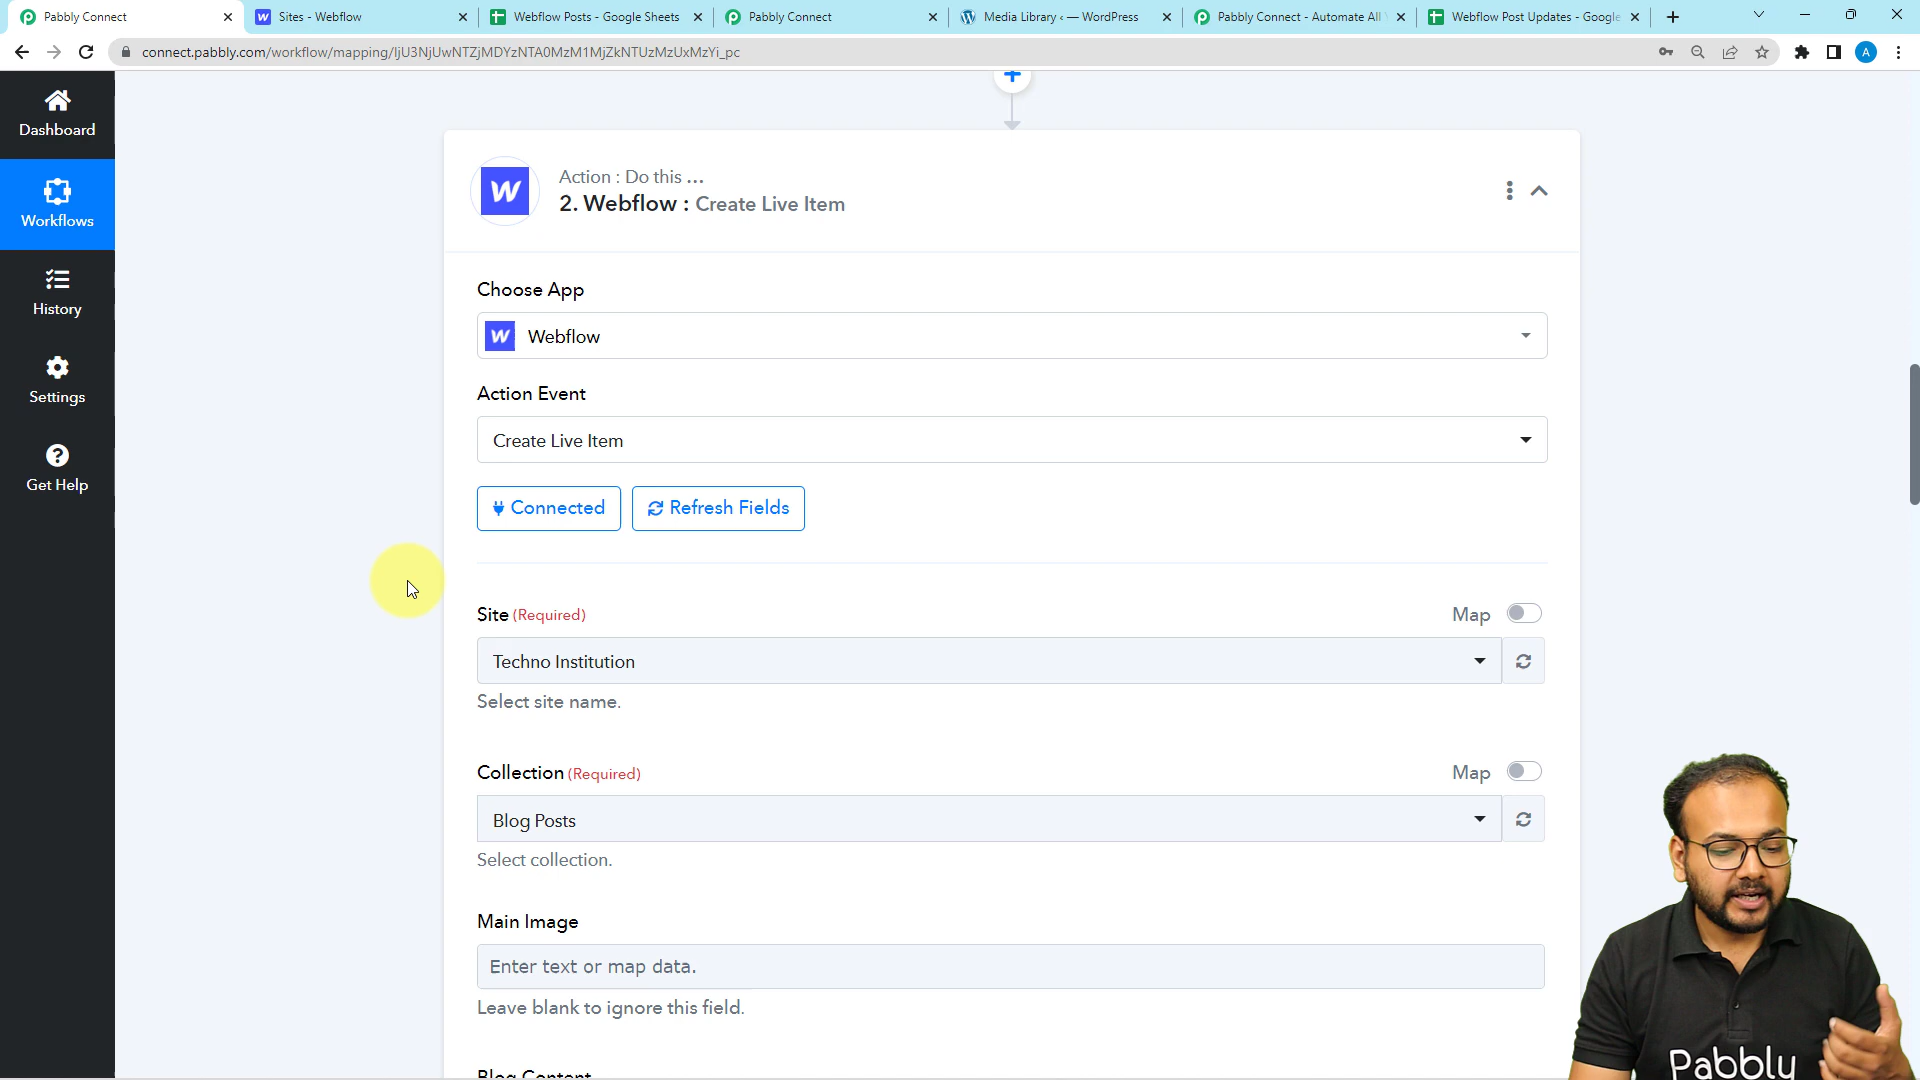 Pabbly Connect
Sites - Webflow
Webflow Posts - Google Sheets
Pabbly Connect
Media Library ‹ — WordPress
Pabbly Connect - Automate All
Webflow Post Updates - Google
connect.pabbly.com/workflow/mapping/IjU3NjUwNTZjMDYzNTA0MzM1MjZkNTUzMzUxMzYi_pc
A
Dashboard
Workflows
History
Settings
Get Help
Action : Do this ...
2. Webflow : Create Live Item
Choose App
Webflow
Action Event
Create Live Item
Connected
Refresh Fields
Site (Required)
Map
Techno Institution
Select site name.
Collection (Required)
Map
Blog Posts
Select collection.
Main Image
Enter text or map data.
Leave blank to ignore this field.
Blog Content
Pabbly